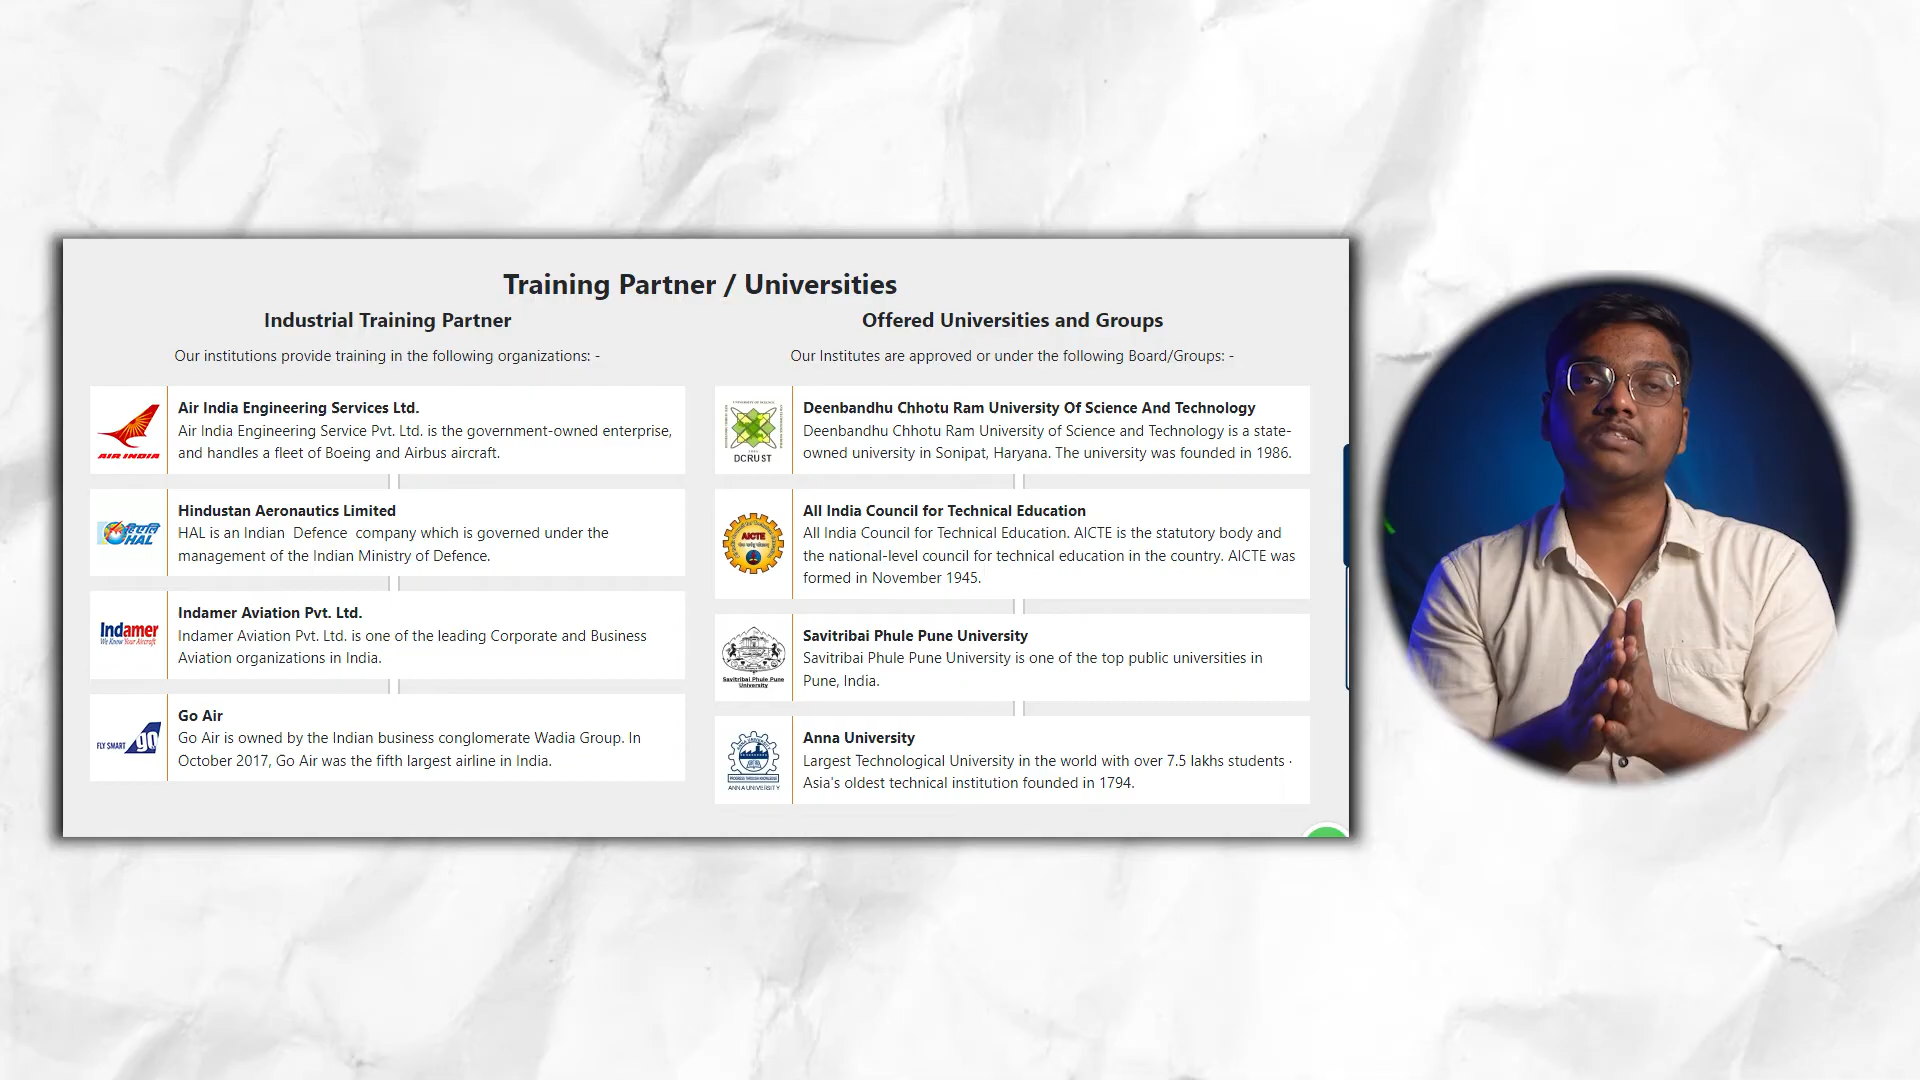 Training Partner / Universities
Industrial Training Partner
Our institutions provide training in the following organizations: -
AIR INDIA
Air India Engineering Services Ltd.
Air India Engineering Service Pvt. Ltd. is the government-owned enterprise,
and handles a fleet of Boeing and Airbus aircraft.
हिएलि
HAL
Hindustan Aeronautics Limited
HAL is an Indian Defence company which is governed under the
management of the Indian Ministry of Defence.
Indamer
We Know Your Aircraft
Indamer Aviation Pvt. Ltd.
Indamer Aviation Pvt. Ltd. is one of the leading Corporate and Business
Aviation organizations in India.
FLY SMART go
Go Air
Go Air is owned by the Indian business conglomerate Wadia Group. In
October 2017, Go Air was the fifth largest airline in India.
Offered Universities and Groups
Our Institutes are approved or under the following Board/Groups: -
DCRUST
Deenbandhu Chhotu Ram University Of Science And Technology
Deenbandhu Chhotu Ram University of Science and Technology is a state-
owned university in Sonipat, Haryana. The university was founded in 1986.
AICTE
All India Council for Technical Education
All India Council for Technical Education. AICTE is the statutory body and
the national-level council for technical education in the country. AICTE was
formed in November 1945.
Savitribai Phule Pune
University
Savitribai Phule Pune University
Savitribai Phule Pune University is one of the top public universities in
Pune, India.
ANNA UNIVERSITY
Anna University
Largest Technological University in the world with over 7.5 lakhs students ·
Asia's oldest technical institution founded in 1794.